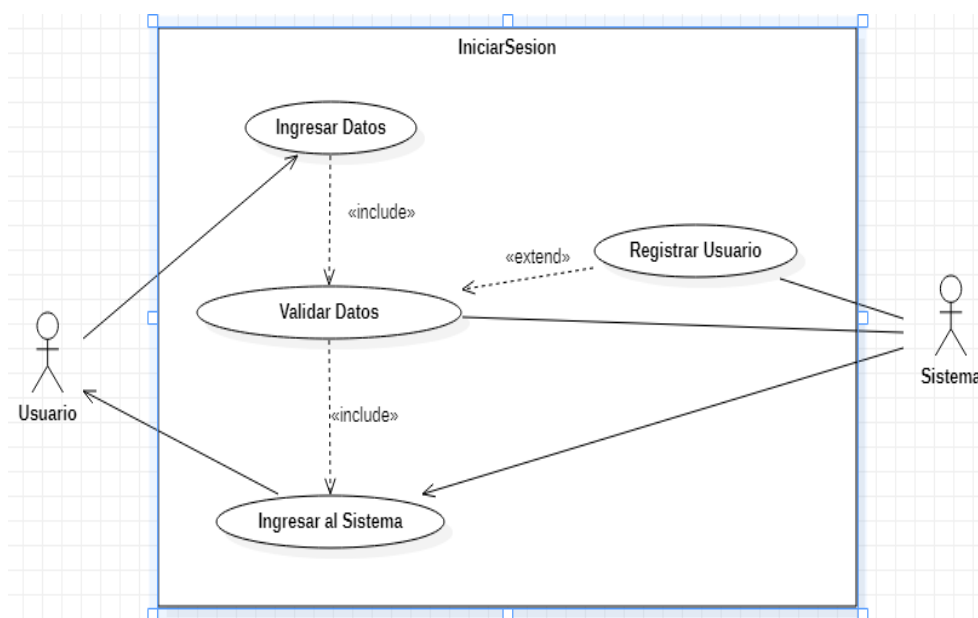 IniciarSesion
Ingresar Datos
«include»
Registrar Usuario
«extend»
Validar Datos
Sistema
Usuario
«include»
Ingresar al Sistema